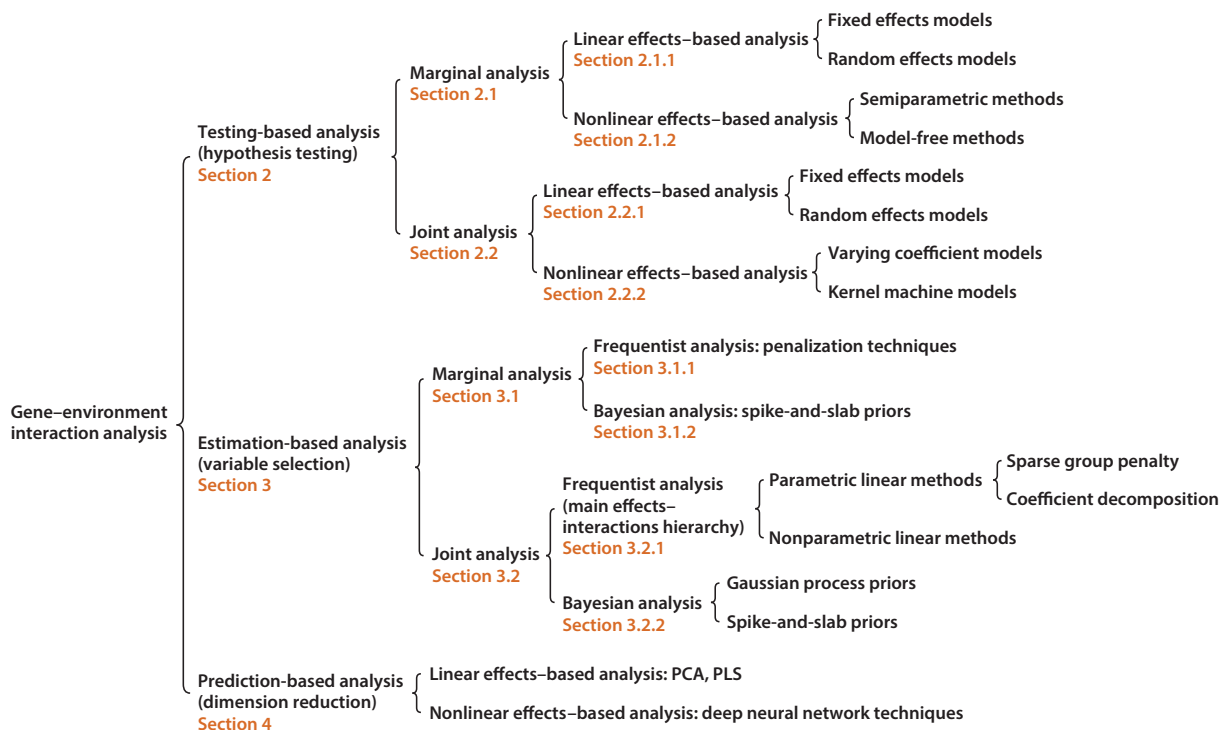 Gene–environment
interaction analysis
Testing-based analysis
(hypothesis testing)
Section 2
Marginal analysis
Section 2.1
Linear effects–based analysis
Section 2.1.1
Fixed effects models
Random effects models
Nonlinear effects–based analysis
Section 2.1.2
Semiparametric methods
Model-free methods
Joint analysis
Section 2.2
Linear effects–based analysis
Section 2.2.1
Fixed effects models
Random effects models
Nonlinear effects–based analysis
Section 2.2.2
Varying coefficient models
Kernel machine models
Estimation-based analysis
(variable selection)
Section 3
Marginal analysis
Section 3.1
Frequentist analysis: penalization techniques
Section 3.1.1
Bayesian analysis: spike-and-slab priors
Section 3.1.2
Joint analysis
Section 3.2
Frequentist analysis
(main effects–
interactions hierarchy)
Section 3.2.1
Parametric linear methods
Sparse group penalty
Coefficient decomposition
Nonparametric linear methods
Bayesian analysis
Section 3.2.2
Gaussian process priors
Spike-and-slab priors
Prediction-based analysis
(dimension reduction)
Section 4
Linear effects–based analysis: PCA, PLS
Nonlinear effects–based analysis: deep neural network techniques